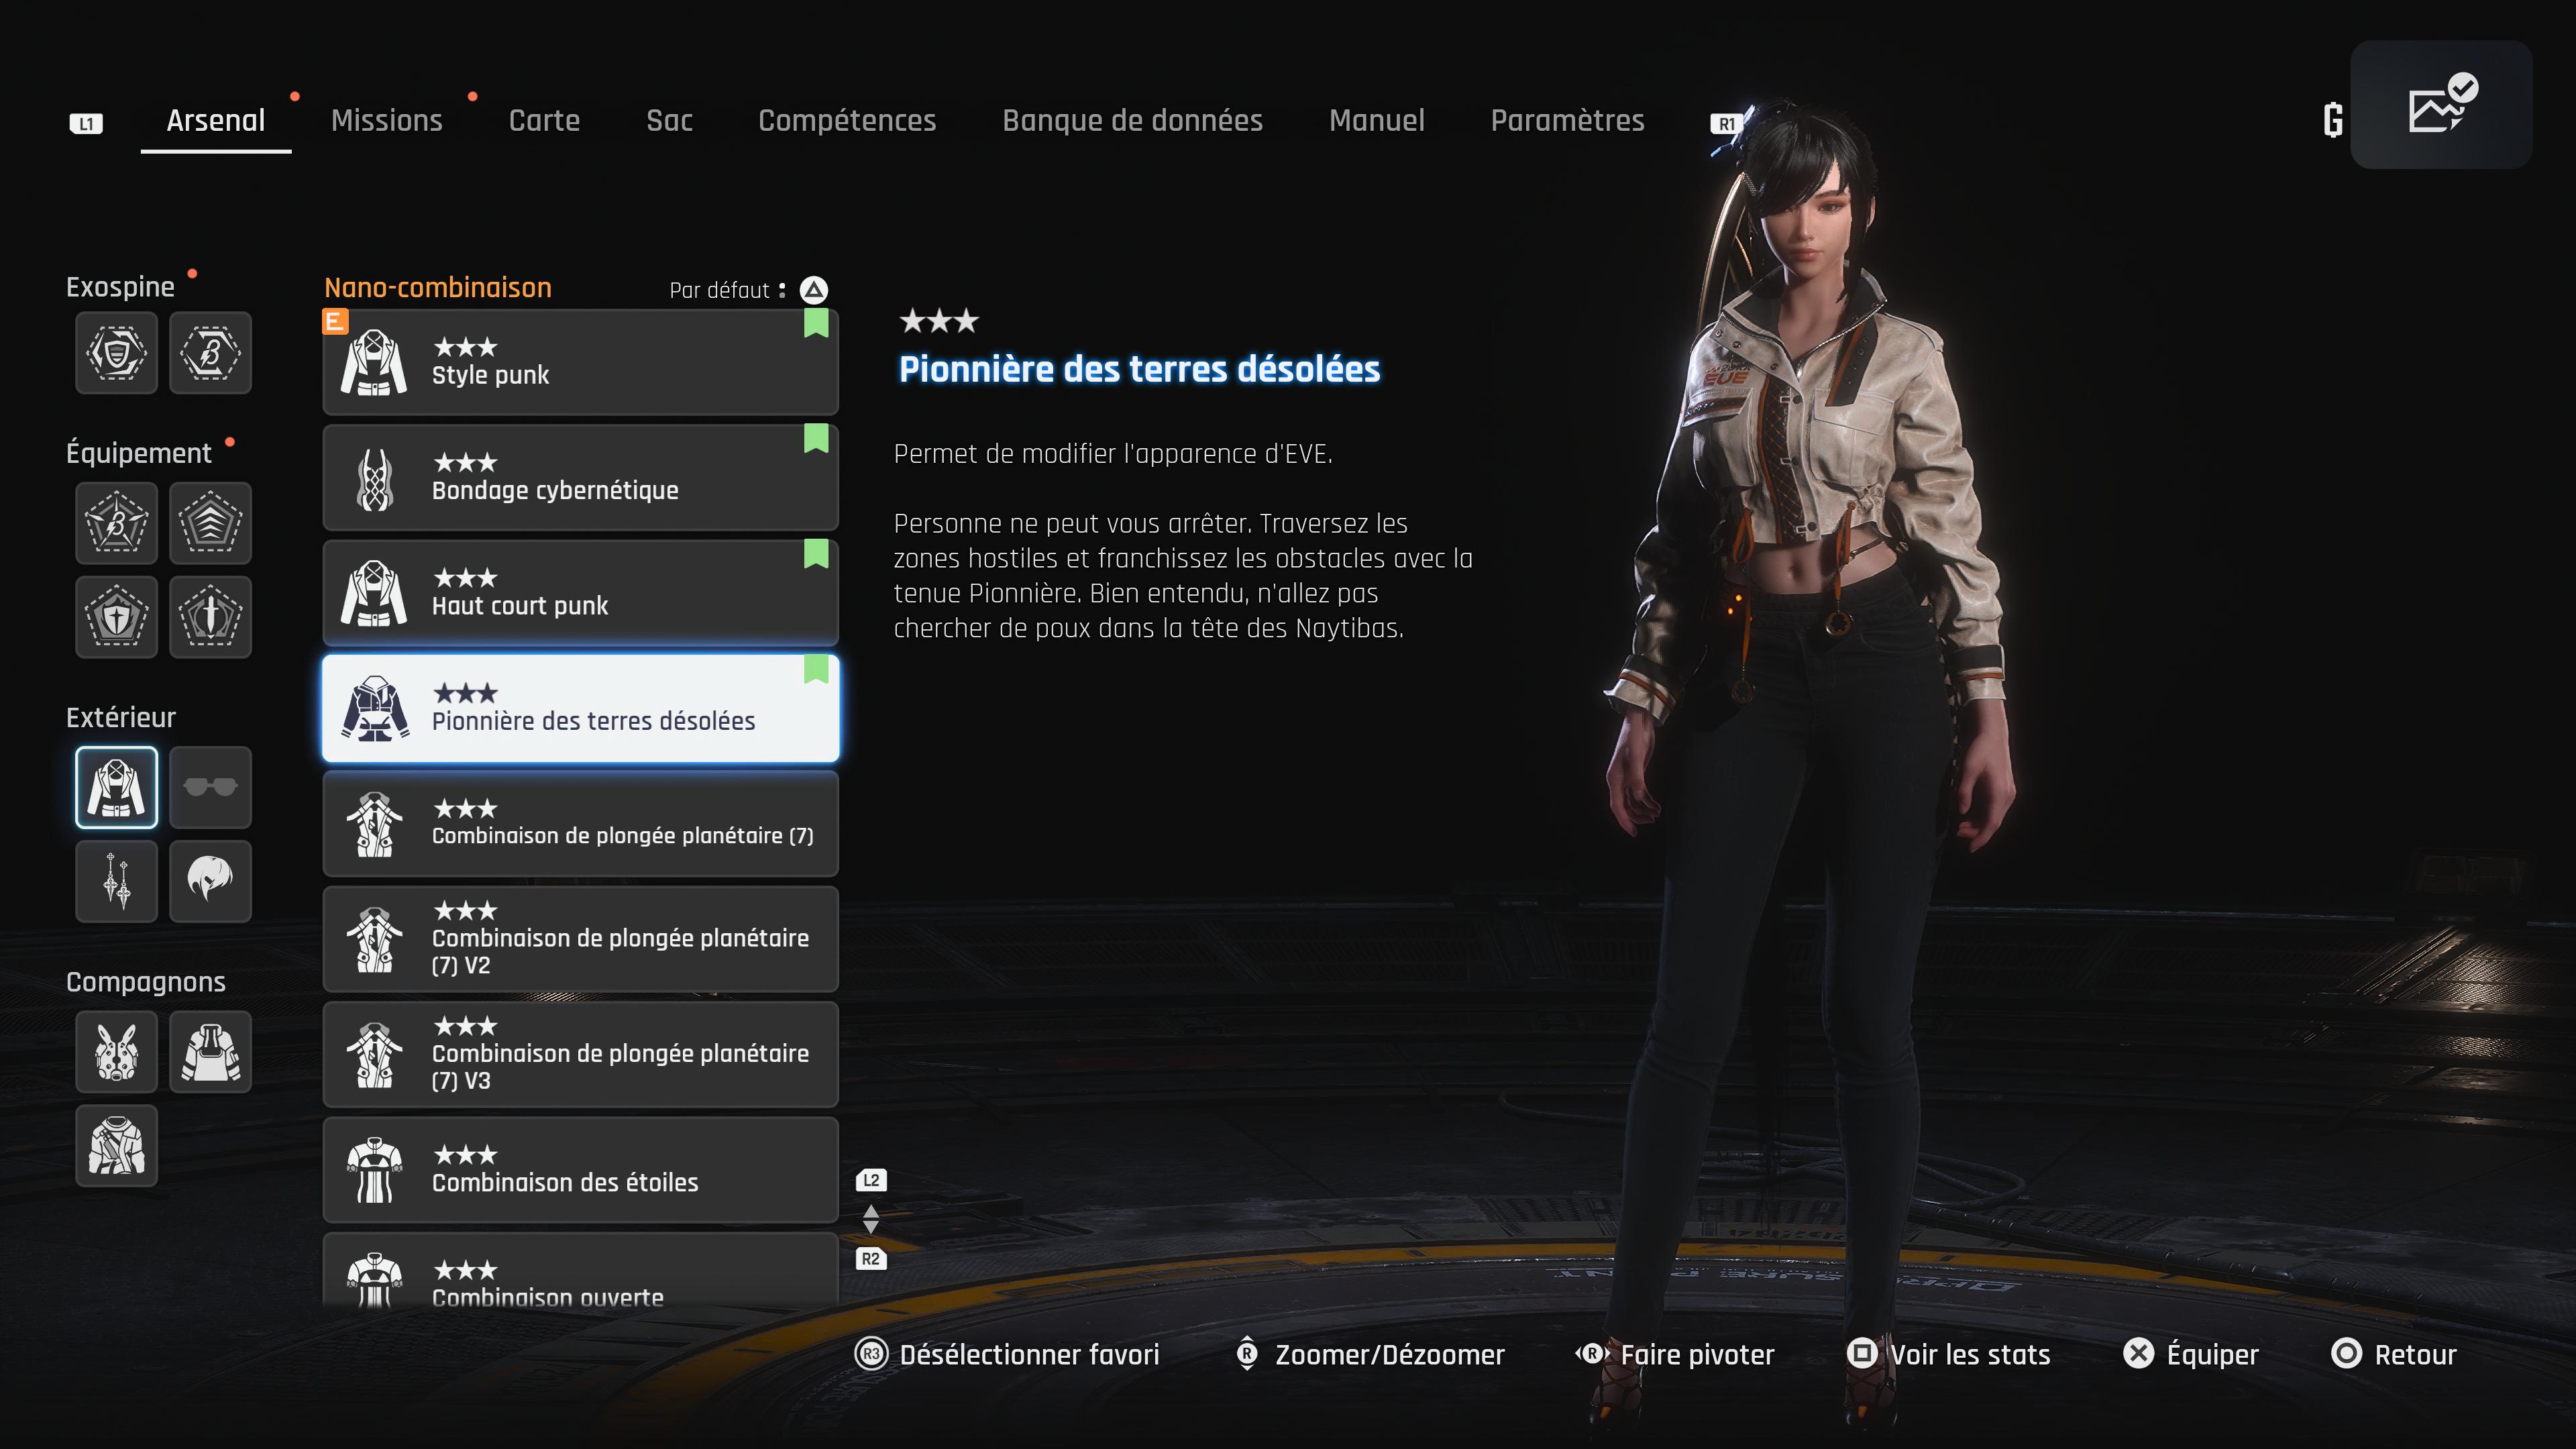 L1 Arsenal Missions Carte Sac Compétences Banque de données Manuel Paramètres R1
Exospine
Équipement
Extérieur
Compagnons
Nano-combinaison
Par défaut :
E
Style punk
Bondage cybernétique
Haut court punk
Pionnière des terres désolées
Combinaison de plongée planétaire (7)
Combinaison de plongée planétaire
(7) V2
Combinaison de plongée planétaire
(7) V3
Combinaison des étoiles
Combinaison ouverte
L2
R2
Pionnière des terres désolées
Permet de modifier l'apparence d'EVE.
Personne ne peut vous arrêter. Traversez les
zones hostiles et franchissez les obstacles avec la
tenue Pionnière. Bien entendu, n'allez pas
chercher de poux dans la tête des Naytibas.
EVE
R3 Désélectionner favori R Zoomer/Dézoomer R Faire pivoter Voir les stats Équiper Retour